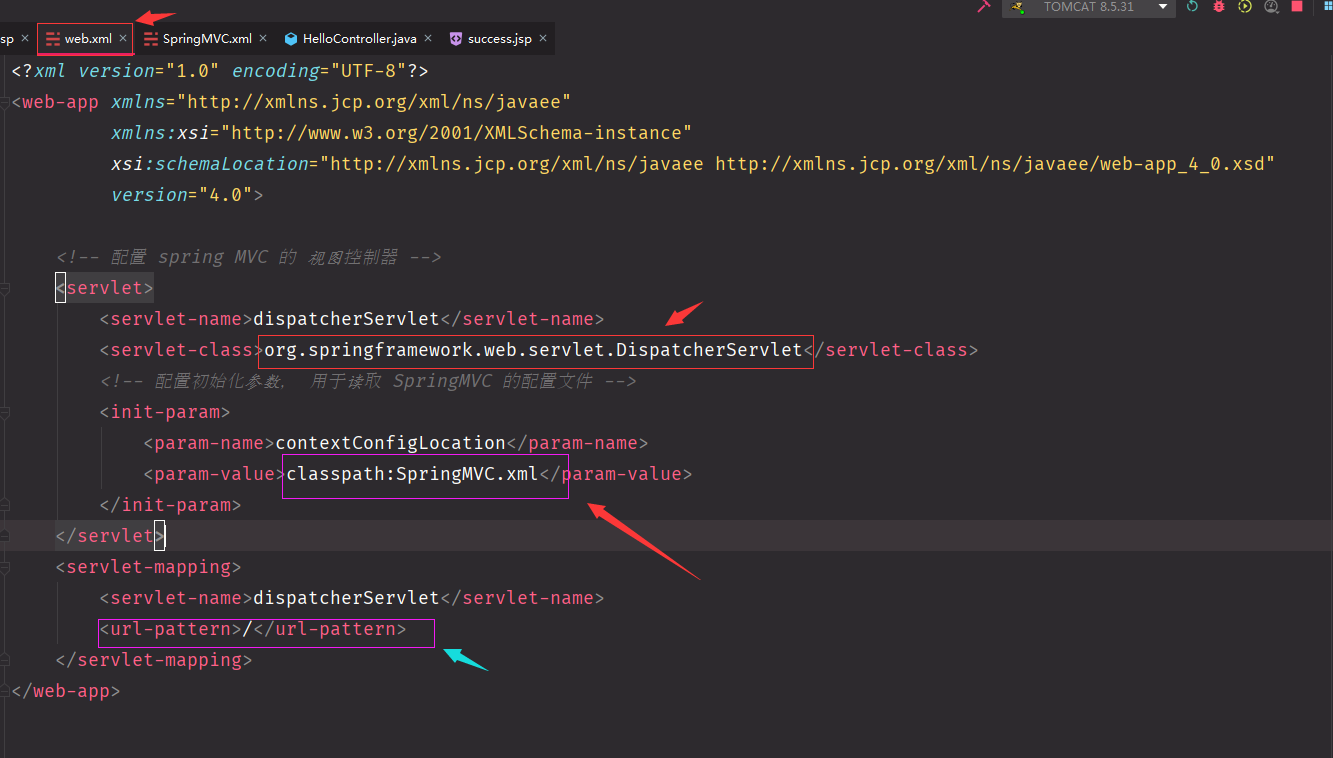 TOMCAT 8.5.31
sp × web.xml × SpringMVC.xml × HelloController.java × success.jsp ×
<?xml version="1.0" encoding="UTF-8"?>
<web-app xmlns="http://xmlns.jcp.org/xml/ns/javaee"
xmlns:xsi="http://www.w3.org/2001/XMLSchema-instance"
xsi:schemaLocation="http://xmlns.jcp.org/xml/ns/javaee http://xmlns.jcp.org/xml/ns/javaee/web-app_4_0.xsd"
version="4.0">
<!-- 配置 spring MVC 的 视图控制器 -->
<servlet>
<servlet-name>dispatcherServlet</servlet-name>
<servlet-class>org.springframework.web.servlet.DispatcherServlet</servlet-class>
<!-- 配置初始化参数, 用于读取 SpringMVC 的配置文件 -->
<init-param>
<param-name>contextConfigLocation</param-name>
<param-value>classpath:SpringMVC.xml</param-value>
</init-param>
</servlet>
<servlet-mapping>
<servlet-name>dispatcherServlet</servlet-name>
<url-pattern>/</url-pattern>
</servlet-mapping>
</web-app>